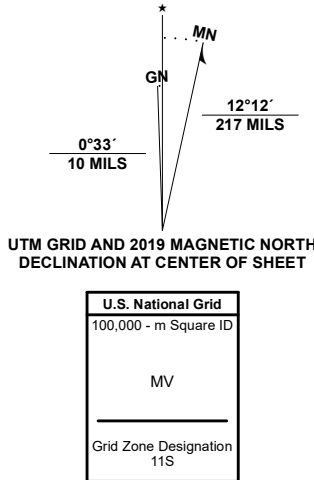 MN
GN
0°33´
10 MILS
12°12´
217 MILS
UTM GRID AND 2019 MAGNETIC NORTH
DECLINATION AT CENTER OF SHEET
U.S. National Grid
100,000 - m Square ID
MV
Grid Zone Designation
11S